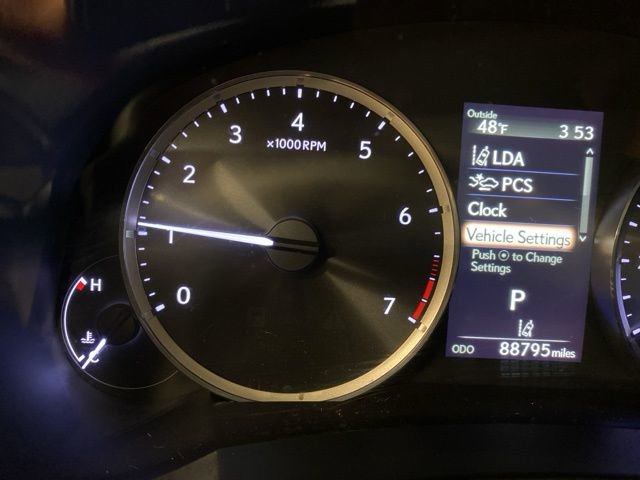 Outside
48°F 3 53
LDA
PCS
Clock
Vehicle Settings
Push ⊙ to Change
Settings
P
ODO 88795 miles
0
1
2
3
4
5
6
7
×1000RPM
H
C